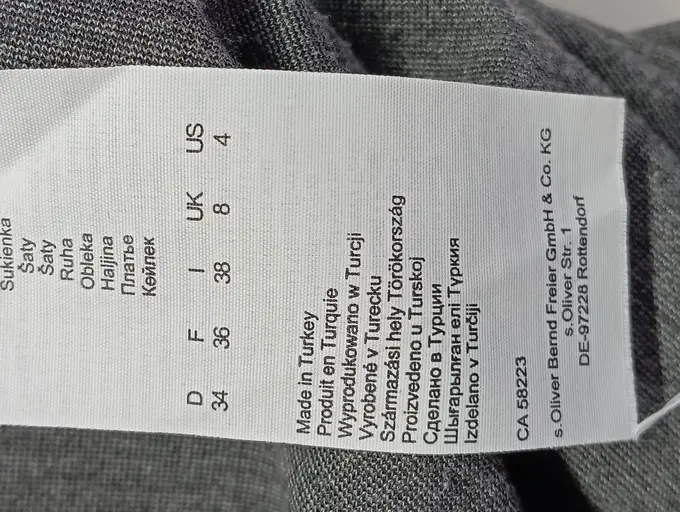 Sukienka
Šaty
Šaty
Ruha
Obleka
Haljina
Платье
Көйлек
D F I UK US
34 36 38 8 4
Made in Turkey
Produit en Turquie
Wyprodukowano w Turcji
Vyrobené v Turecku
Származási hely Törökország
Proizvedeno u Turskoj
Сделано в Турции
Шығарылған елі Түркия
Izdelano v Turčiji
CA 58223
s.Oliver Bernd Freier GmbH & Co. KG
s.Oliver Str. 1
DE-97228 Rottendorf